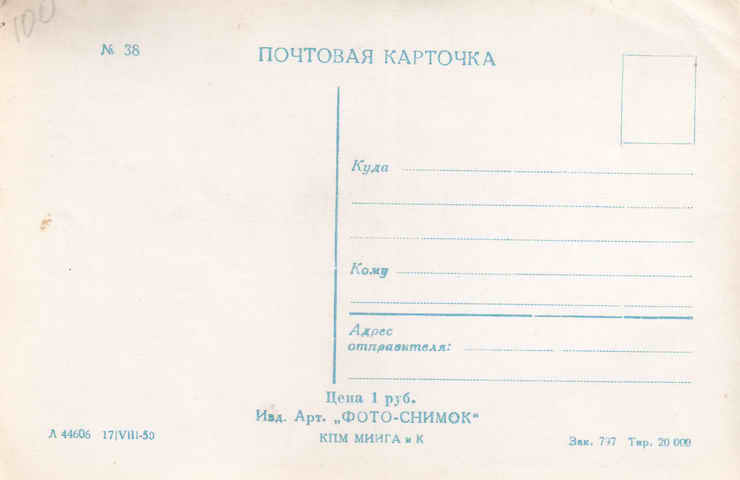 100
№ 38
ПОЧТОВАЯ КАРТОЧКА
Куда
Кому
Адрес
отправителя:
Цена 1 руб.
Изд. Арт. „ФОТО-СНИМОК“
КПМ МИИГА и К
Л 44606 17/VIII-50
Зак. 797 Тир. 20 000